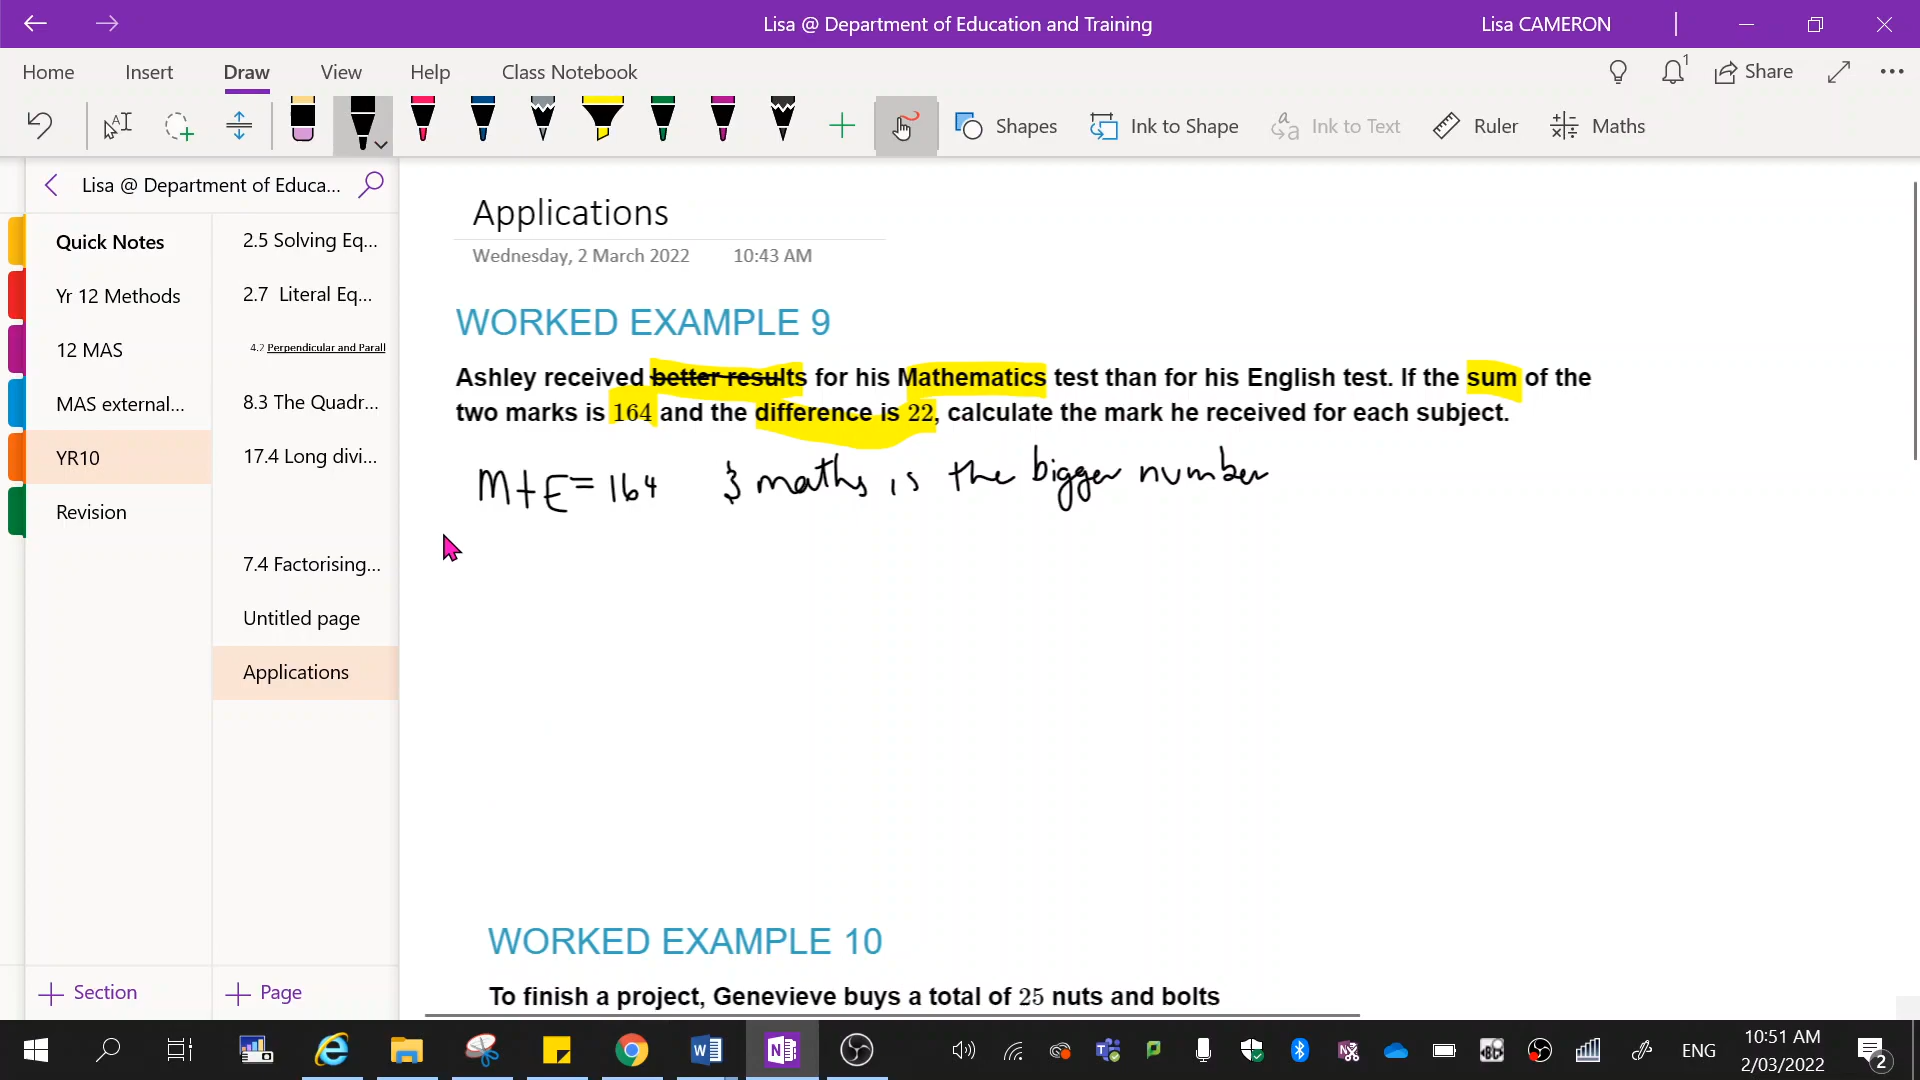 Lisa @ Department of Education and Training
Lisa CAMERON
Home Insert Draw View Help Class Notebook
1
Share
Shapes
Ink to Shape
Ink to Text
Ruler
Maths
Lisa @ Department of Educa...
Quick Notes
Yr 12 Methods
12 MAS
MAS external...
YR10
Revision
2.5 Solving Eq...
2.7 Literal Eq...
4.2 Perpendicular and Parall
8.3 The Quadr...
17.4 Long divi...
7.4 Factorising...
Untitled page
Applications
+ Section
+ Page
Applications
Wednesday, 2 March 2022 10:43 AM
WORKED EXAMPLE 9
Ashley received better results for his Mathematics test than for his English test. If the sum of the
two marks is 164 and the difference is 22, calculate the mark he received for each subject.
M+E=164 & maths is the bigger number
WORKED EXAMPLE 10
To finish a project, Genevieve buys a total of 25 nuts and bolts
ENG
10:51 AM
2/03/2022
2